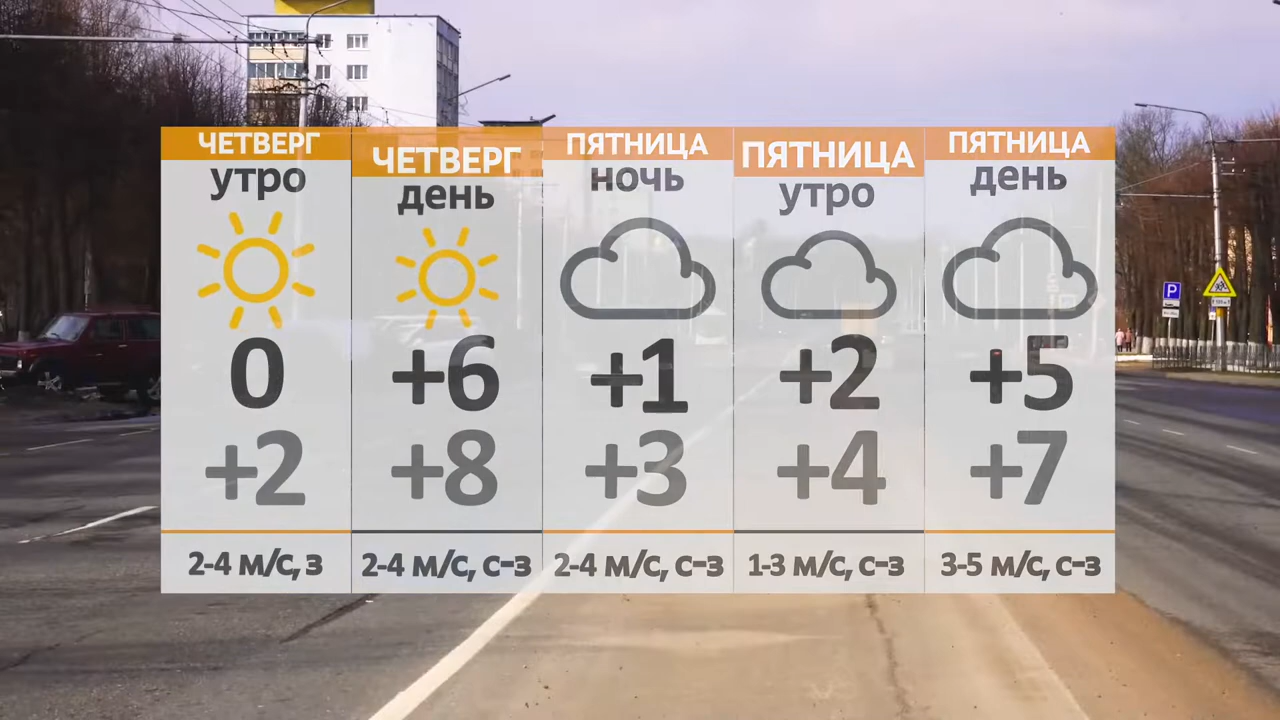 ЧЕТВЕРГ
утро
0
+2
2-4 м/с, з
ЧЕТВЕРГ
день
+6
+8
2-4 м/с, с-з
ПЯТНИЦА
ночь
+1
+3
2-4 м/с, с-з
ПЯТНИЦА
утро
+2
+4
1-3 м/с, с-з
ПЯТНИЦА
день
+5
+7
3-5 м/с, с-з
P